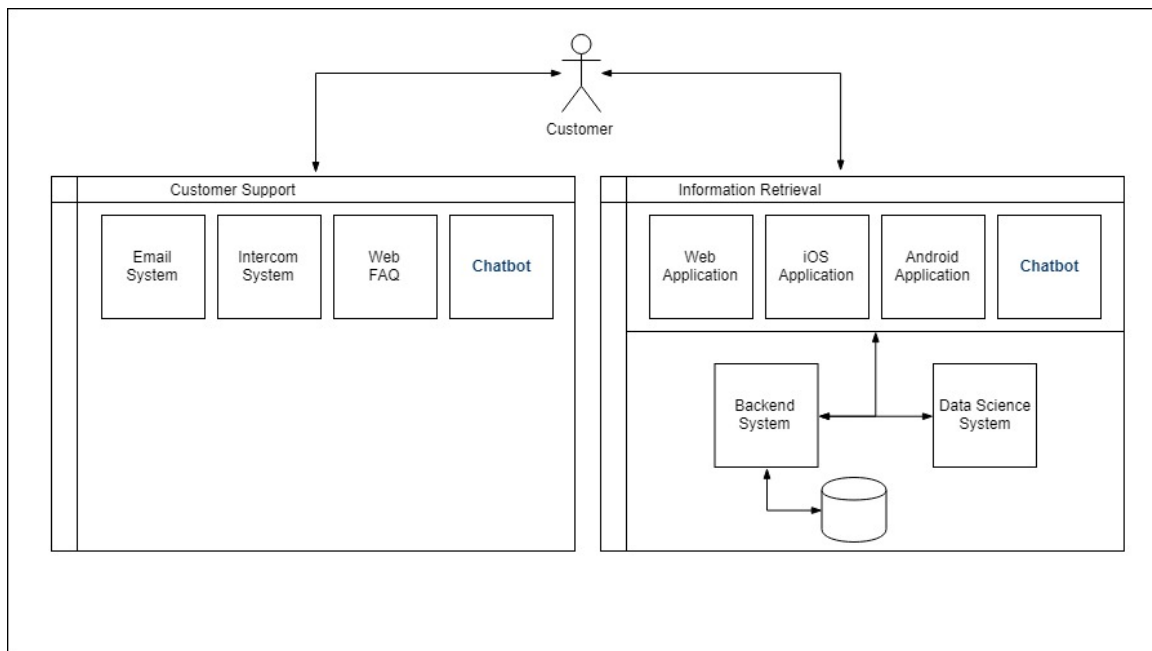 Customer
Customer Support
Email
System
Intercom
System
Web
FAQ
Chatbot
Information Retrieval
Web
Application
iOS
Application
Android
Application
Chatbot
Backend
System
Data Science
System